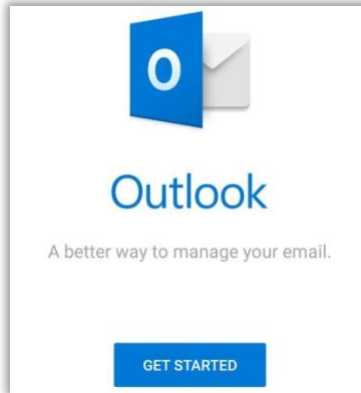 O
Outlook
A better way to manage your email.
GET STARTED